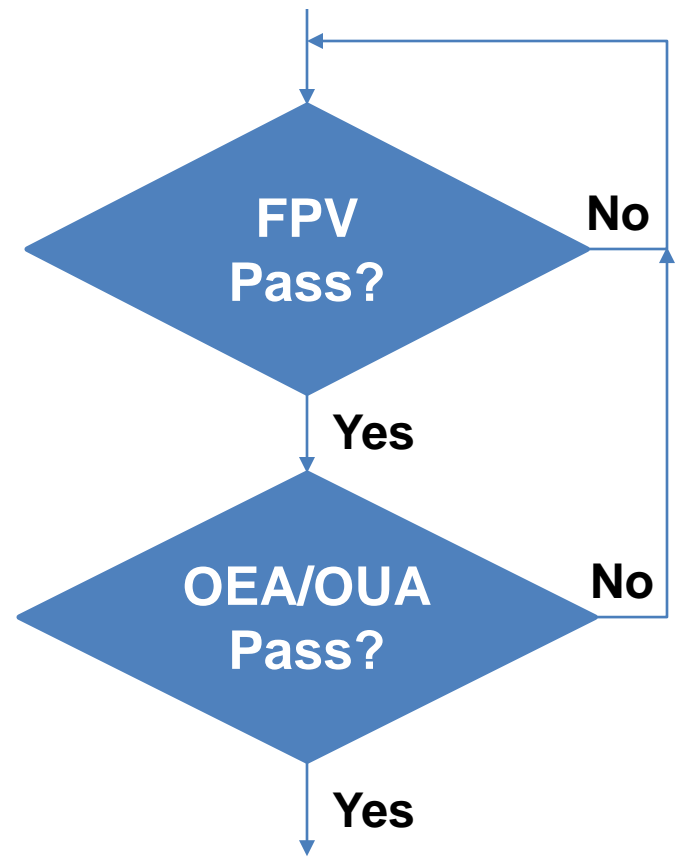 FPV
Pass?
No
Yes
OEA/OUA
Pass?
No
Yes